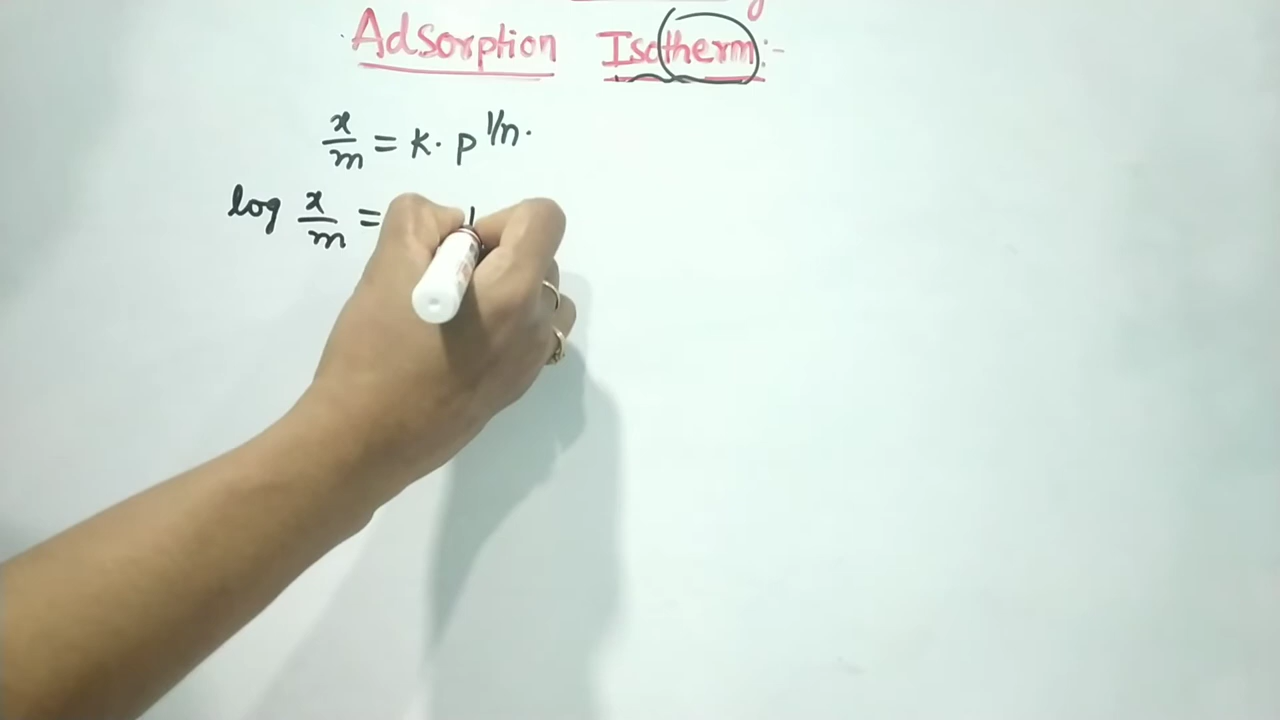 Adsorption Isotherm:-
x/m = k. p^1/n.
log x/m =